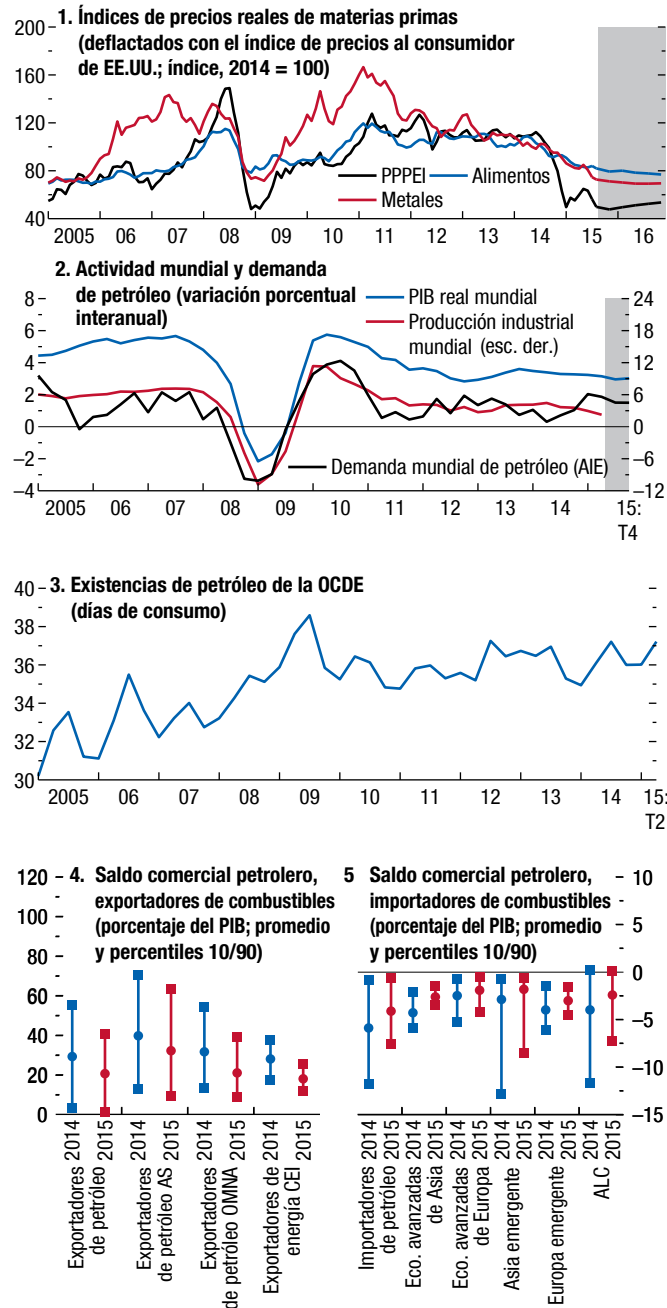 1. Índices de precios reales de materias primas
(deflactados con el índice de precios al consumidor
de EE.UU.; índice, 2014 = 100)
200
160
120
80
40
PPPEI
Alimentos
Metales
2005 06 07 08 09 10 11 12 13 14 15 16
2. Actividad mundial y demanda
de petróleo (variación porcentual
interanual)
8
6
4
2
0
–2
–4
24
18
12
6
0
–6
–12
PIB real mundial
Producción industrial
mundial (esc. der.)
Demanda mundial de petróleo (AIE)
2005 06 07 08 09 10 11 12 13 14 15:
T4
3. Existencias de petróleo de la OCDE
(días de consumo)
40
38
36
34
32
30
2005 06 07 08 09 10 11 12 13 14 15:
T2
4. Saldo comercial petrolero,
exportadores de combustibles
(porcentaje del PIB; promedio
y percentiles 10/90)
120
100
80
60
40
20
0
2014
2015
Exportadores
de petróleo
2014
2015
Exportadores
de petróleo AS
2014
2015
Exportadores
de petróleo OMNA
2014
2015
Exportadores de
energía CEI
5 Saldo comercial petrolero,
importadores de combustibles
(porcentaje del PIB; promedio
y percentiles 10/90)
10
5
0
–5
–10
–15
2014
2015
Importadores
de petróleo
2014
2015
Eco. avanzadas
de Asia
2014
2015
Eco. avanzadas
de Europa
2014
2015
Asia emergente
2014
2015
Europa emergente
2014
2015
ALC